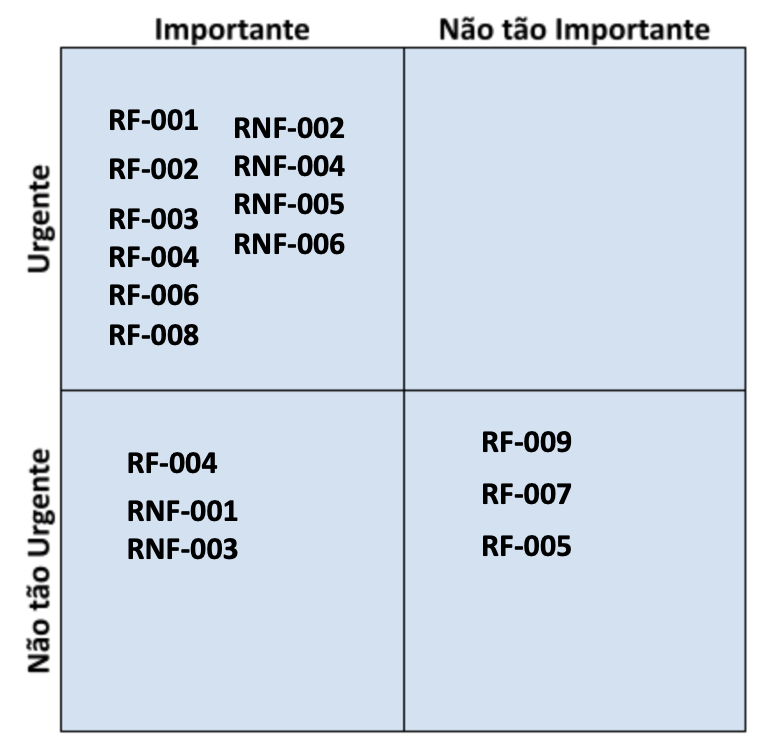 Importante
Não tão Importante
Urgente
RF-001
RF-002
RF-003
RF-004
RF-006
RF-008
RNF-002
RNF-004
RNF-005
RNF-006
Não tão Urgente
RF-004
RNF-001
RNF-003
RF-009
RF-007
RF-005